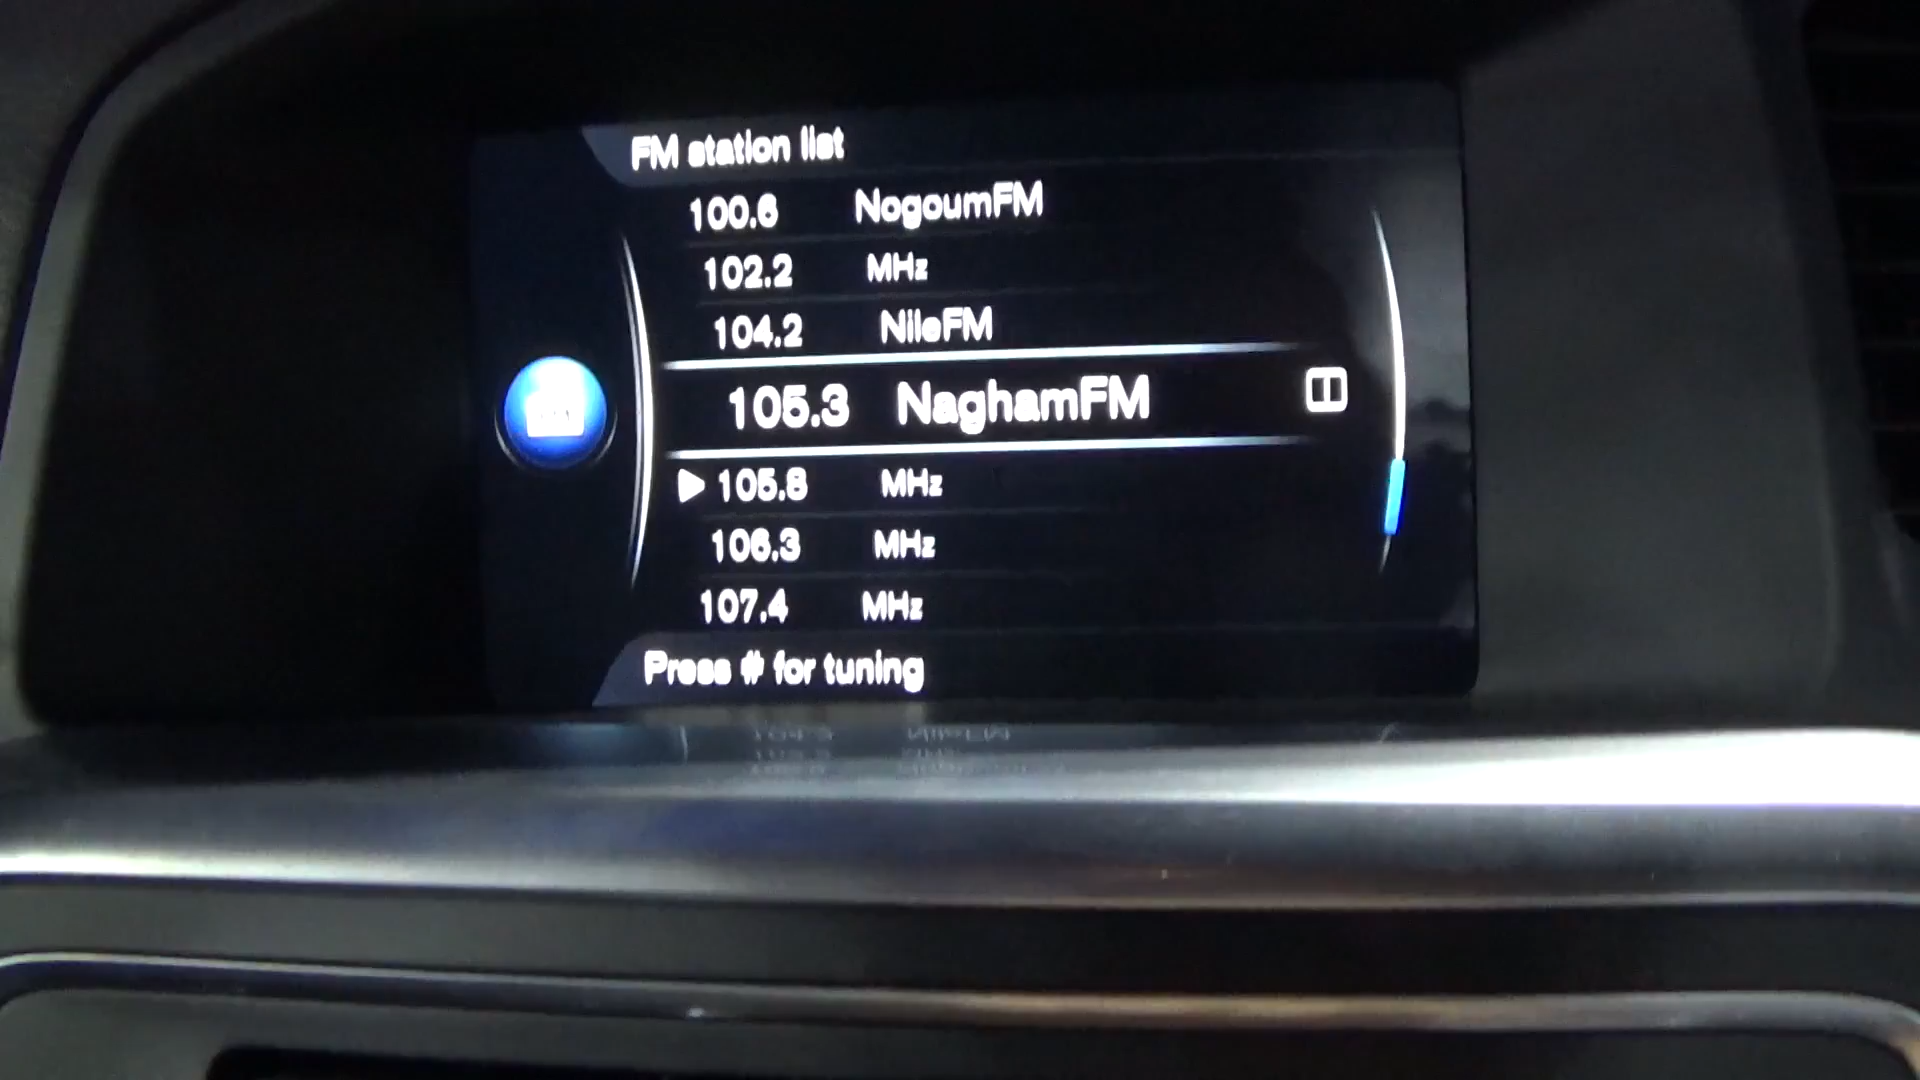 FM station list
100.6 NogoumFM
102.2 MHz
104.2 NileFM
105.3 NaghamFM
105.8 MHz
106.3 MHz
107.4 MHz
Press # for tuning